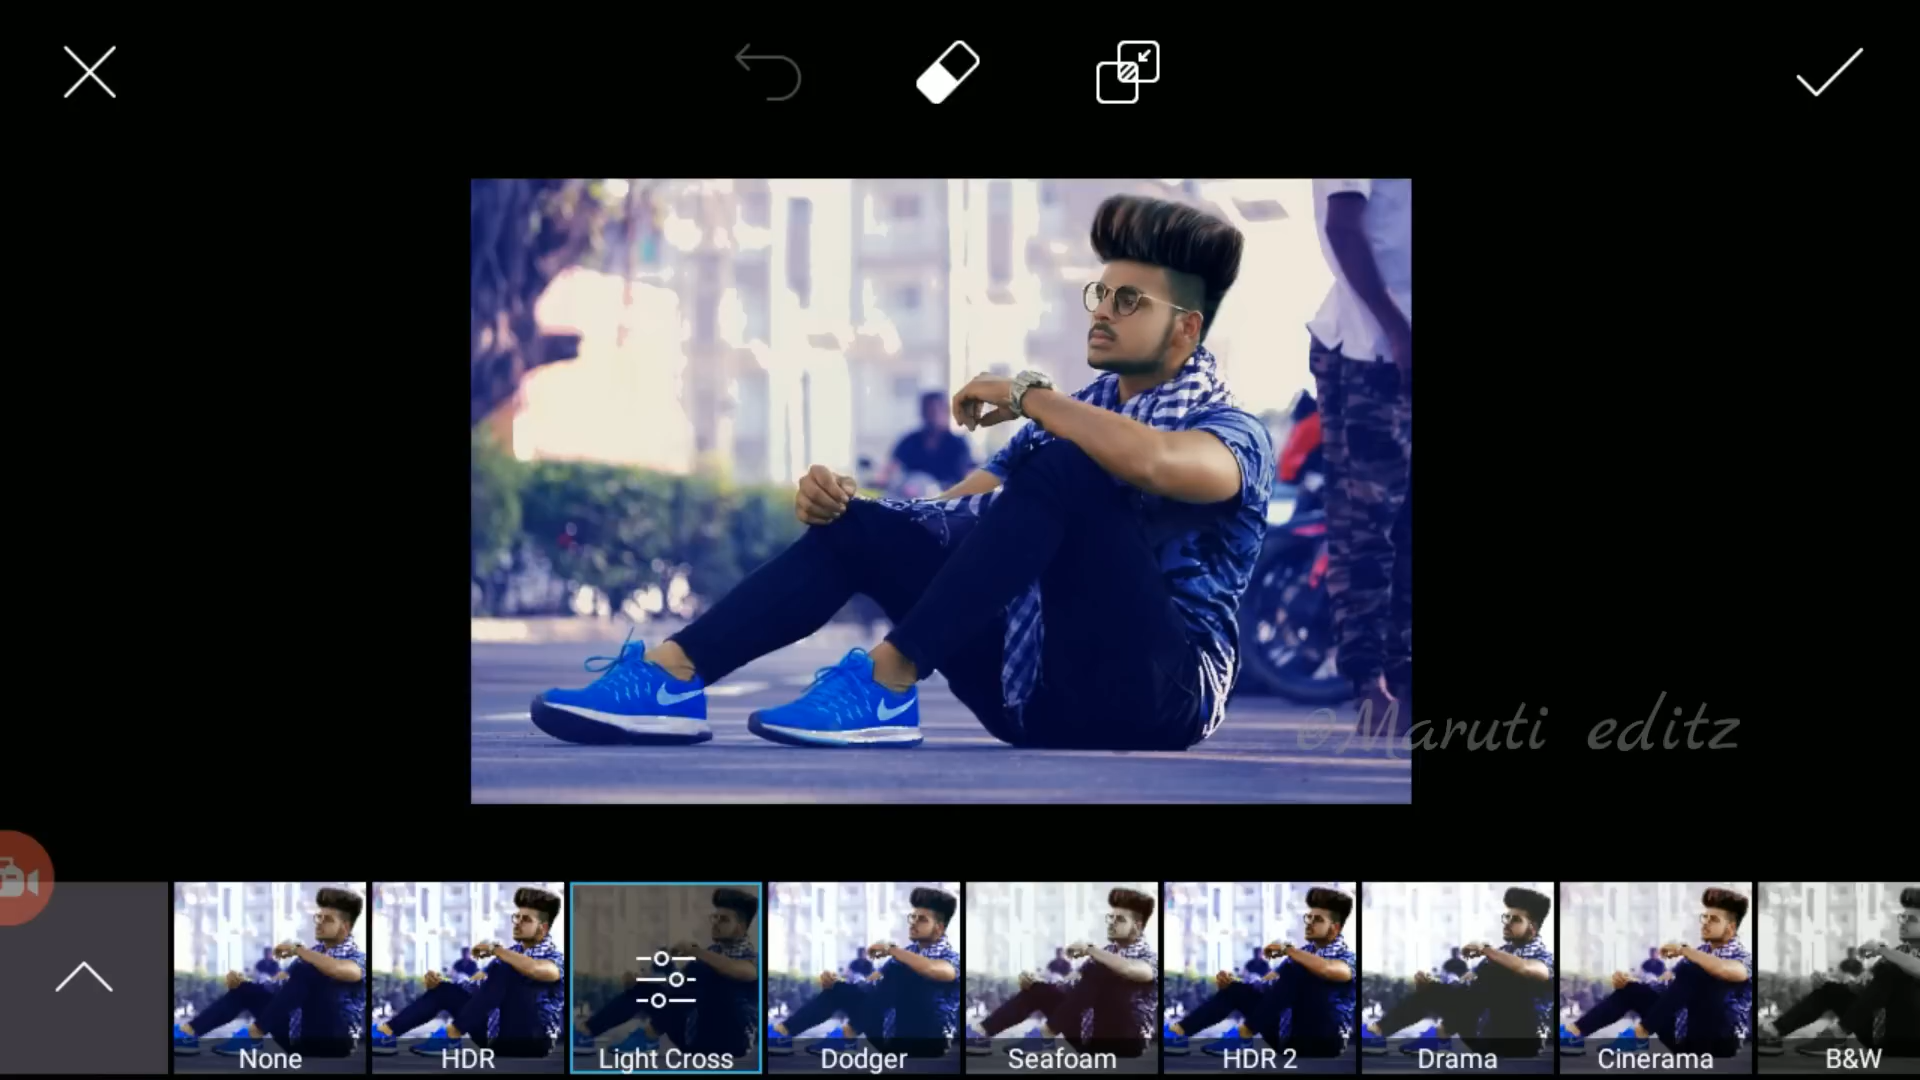 @Maruti editz
None
HDR
Light Cross
Dodger
Seafoam
HDR 2
Drama
Cinerama
B&W